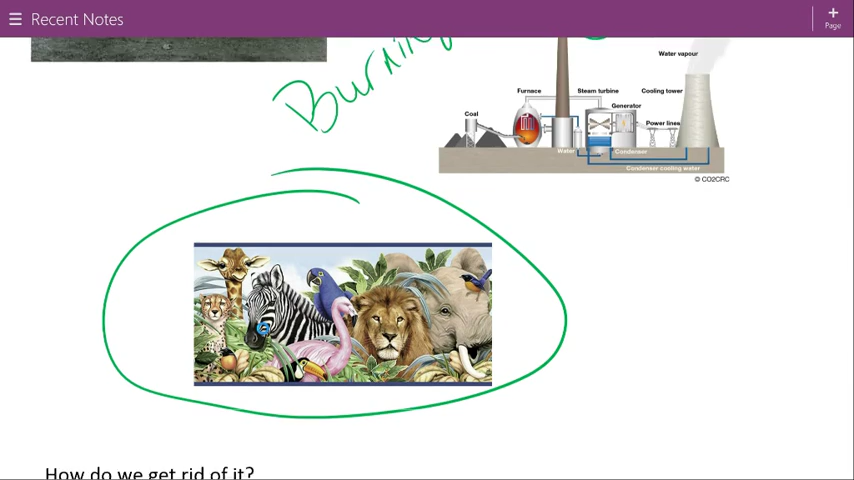 Recent Notes
Page
Burning
Water vapour
Furnace
Steam turbine
Cooling tower
Coal
Generator
Power lines
Water
Condenser
Condenser cooling water
© CO2CRC
How do we get rid of it?